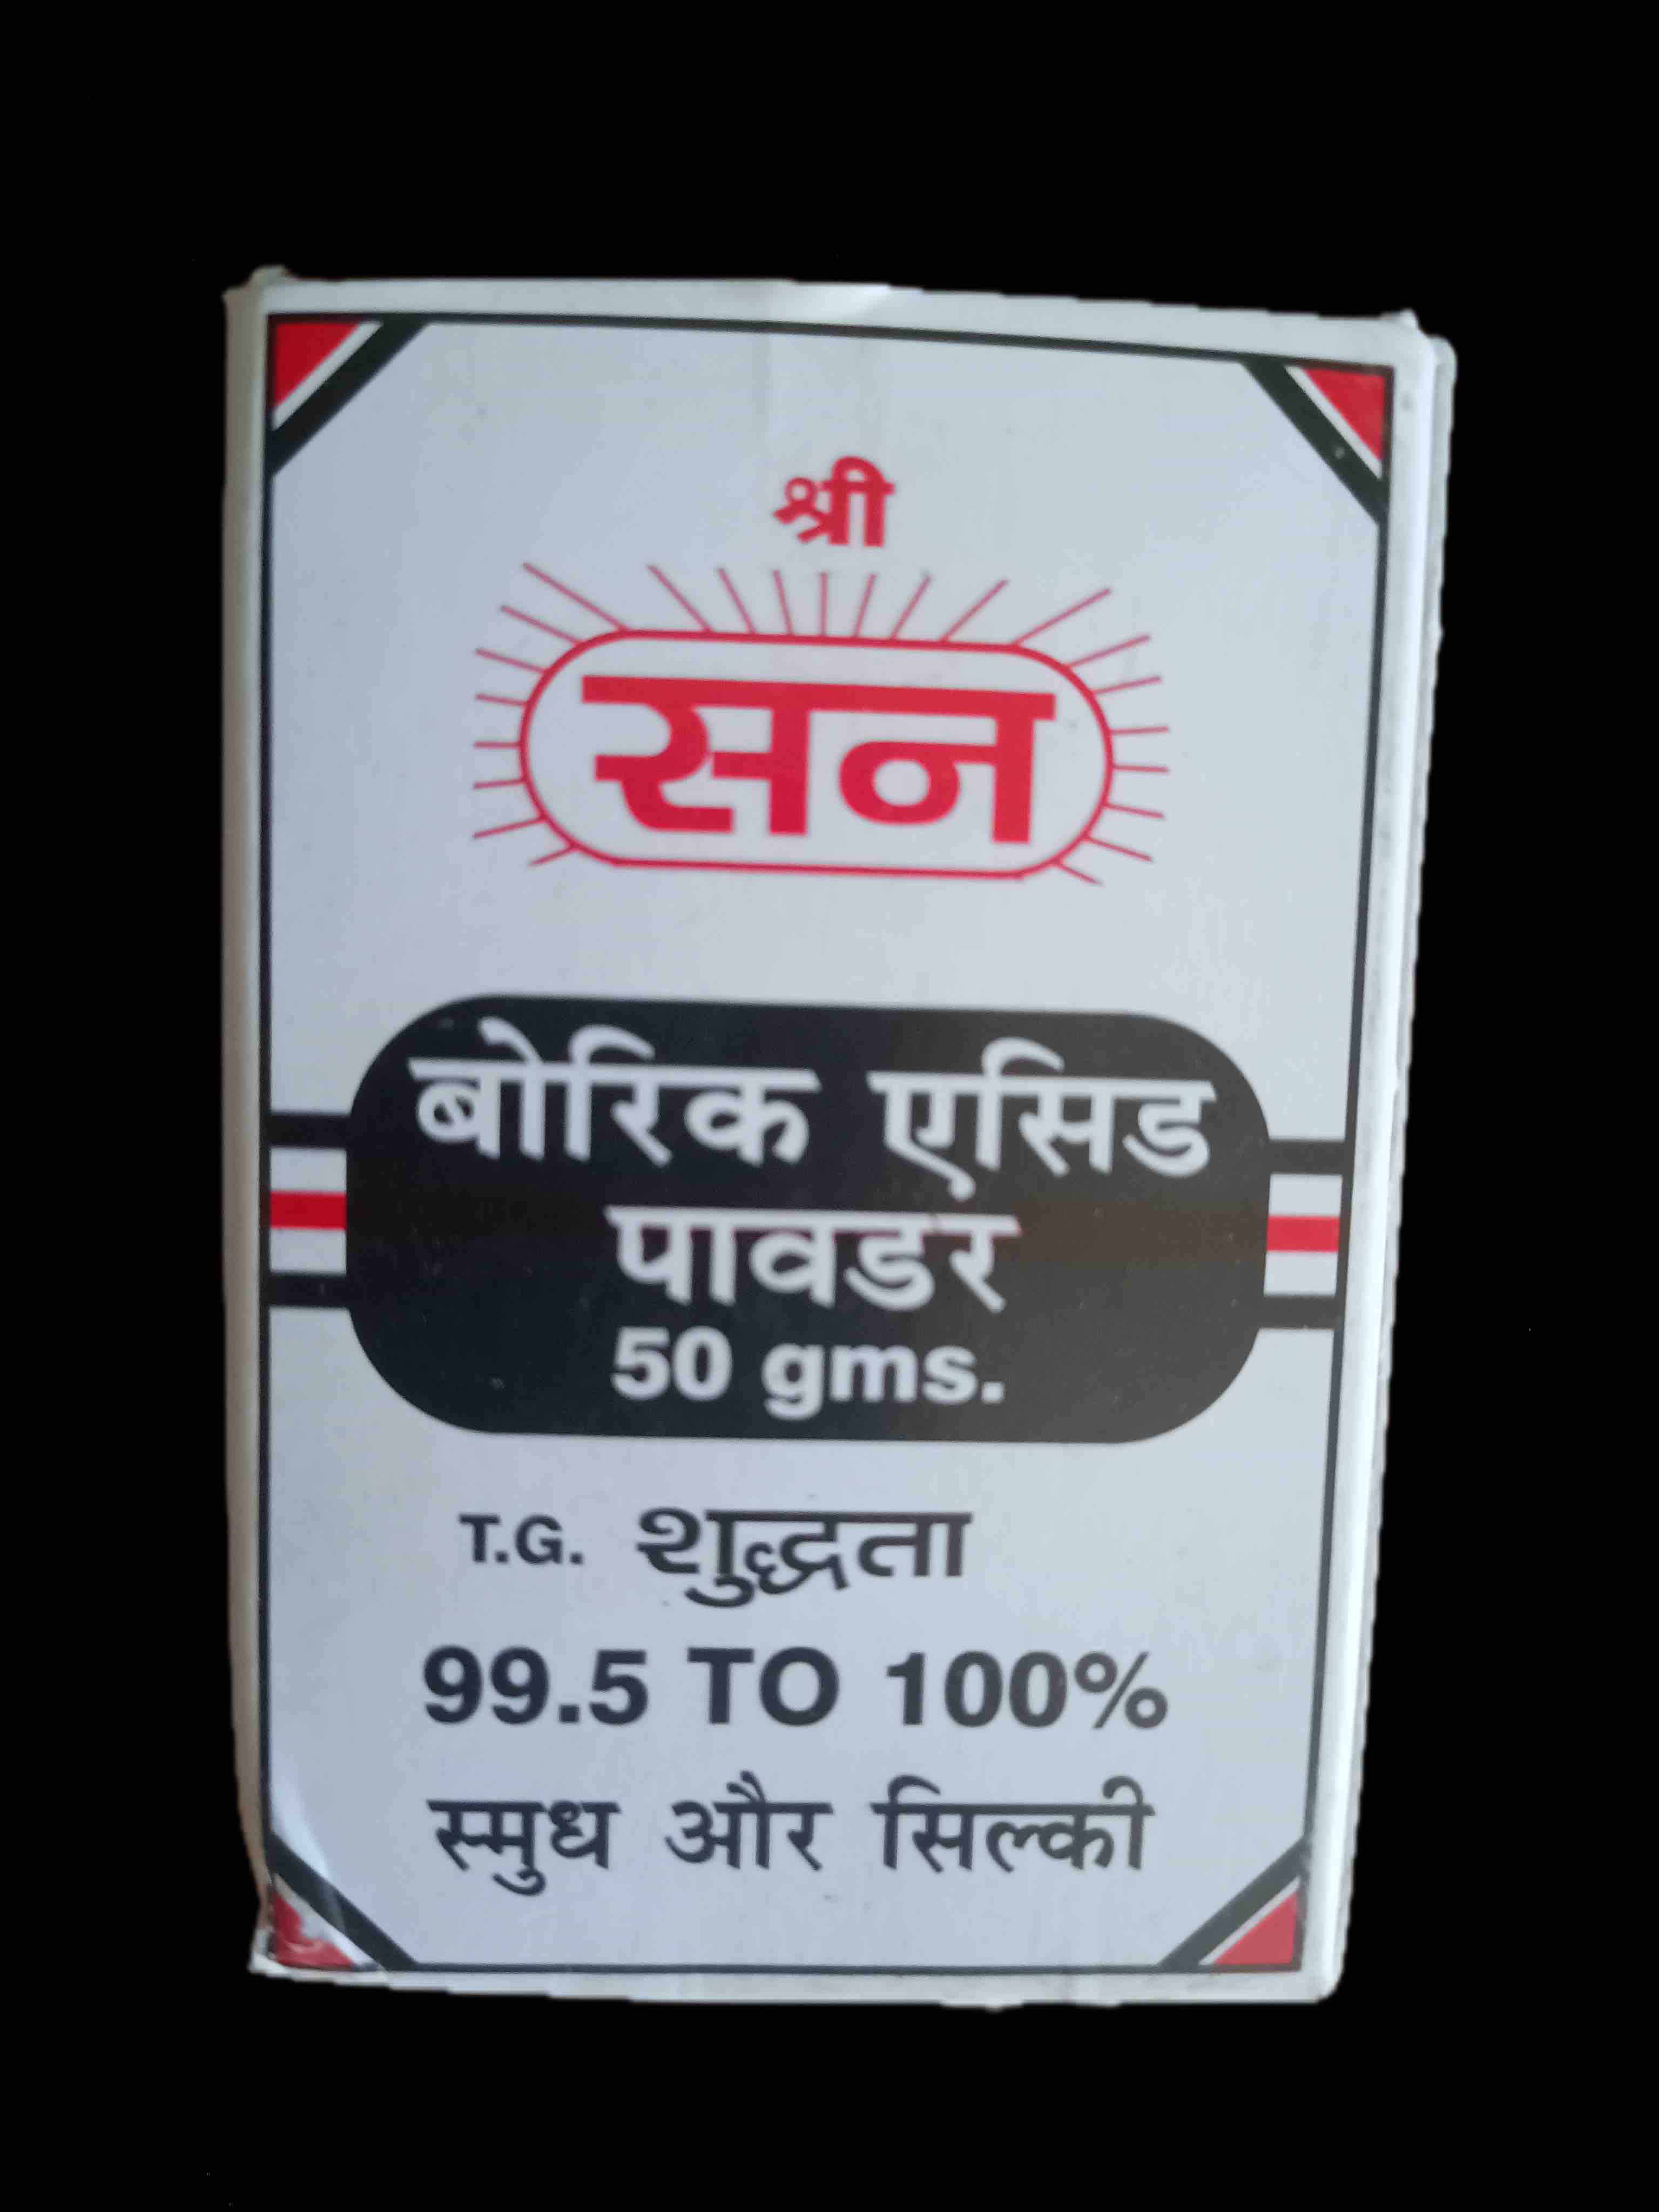 श्री
सन
बोरिक एसिड
पावडर
50 gms.
T.G. शुद्धता
99.5 TO 100%
स्मुध और सिल्की